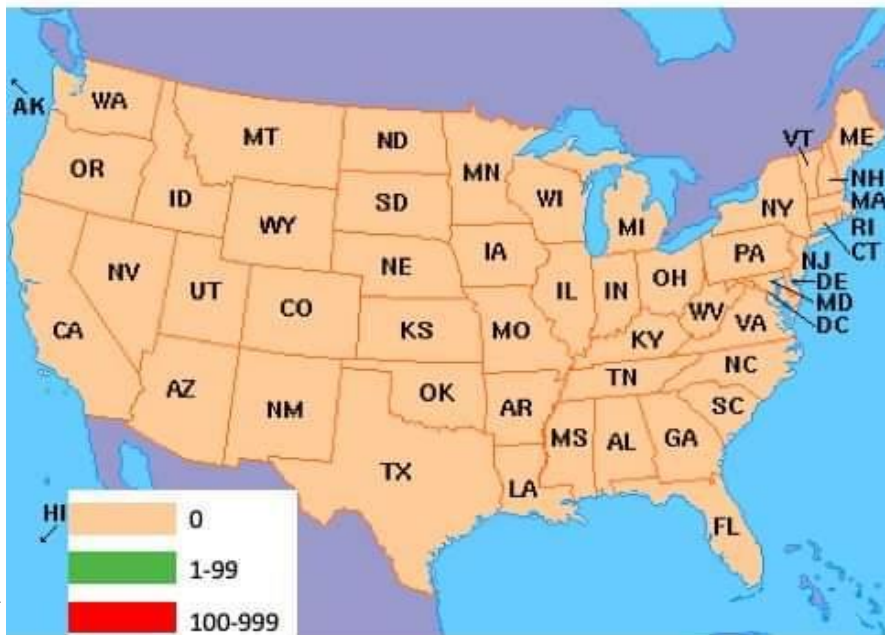 WA
AK
MT
ND
MN
VT
ME
OR
ID
SD
WI
MI
NY
NH
MA
RI
CT
WY
IA
NE
PA
NJ
DE
MD
DC
NV
UT
CO
IL
IN
OH
WV
VA
CA
KS
MO
KY
AZ
NM
OK
AR
TN
NC
SC
MS
AL
GA
TX
LA
FL
HI
0
1-99
100-999